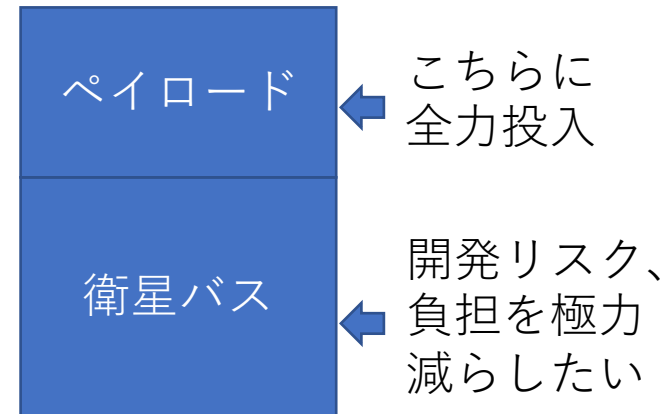 ペイロード
こちらに
全力投入
衛星バス
開発リスク、
負担を極力
減らしたい